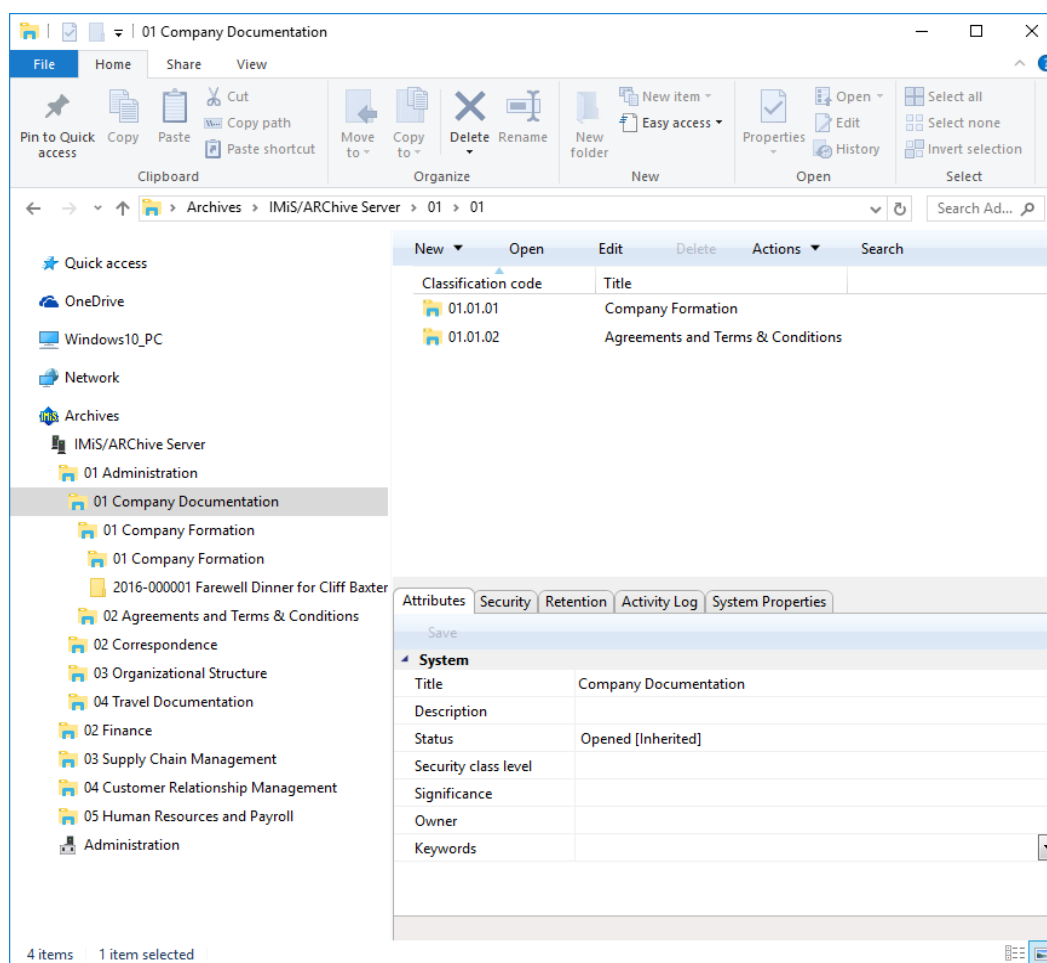 01 Company Documentation
File Home Share View
Pin to Quick access
Copy
Paste
Cut
Copy path
Paste shortcut
Clipboard
Move to
Copy to
Delete
Rename
Organize
New folder
New item
Easy access
New
Properties
Open
Edit
History
Open
Select all
Select none
Invert selection
Select
Archives > IMiS/ARChive Server > 01 > 01
Search Ad...
Quick access
OneDrive
Windows10_PC
Network
Archives
IMiS/ARChive Server
01 Administration
01 Company Documentation
01 Company Formation
01 Company Formation
2016-000001 Farewell Dinner for Cliff Baxter
02 Agreements and Terms & Conditions
02 Correspondence
03 Organizational Structure
04 Travel Documentation
02 Finance
03 Supply Chain Management
04 Customer Relationship Management
05 Human Resources and Payroll
Administration
New Open Edit Delete Actions Search
Classification code Title
01.01.01 Company Formation
01.01.02 Agreements and Terms & Conditions
Attributes Security Retention Activity Log System Properties
Save
System
Title Company Documentation
Description
Status Opened [Inherited]
Security class level
Significance
Owner
Keywords
4 items 1 item selected